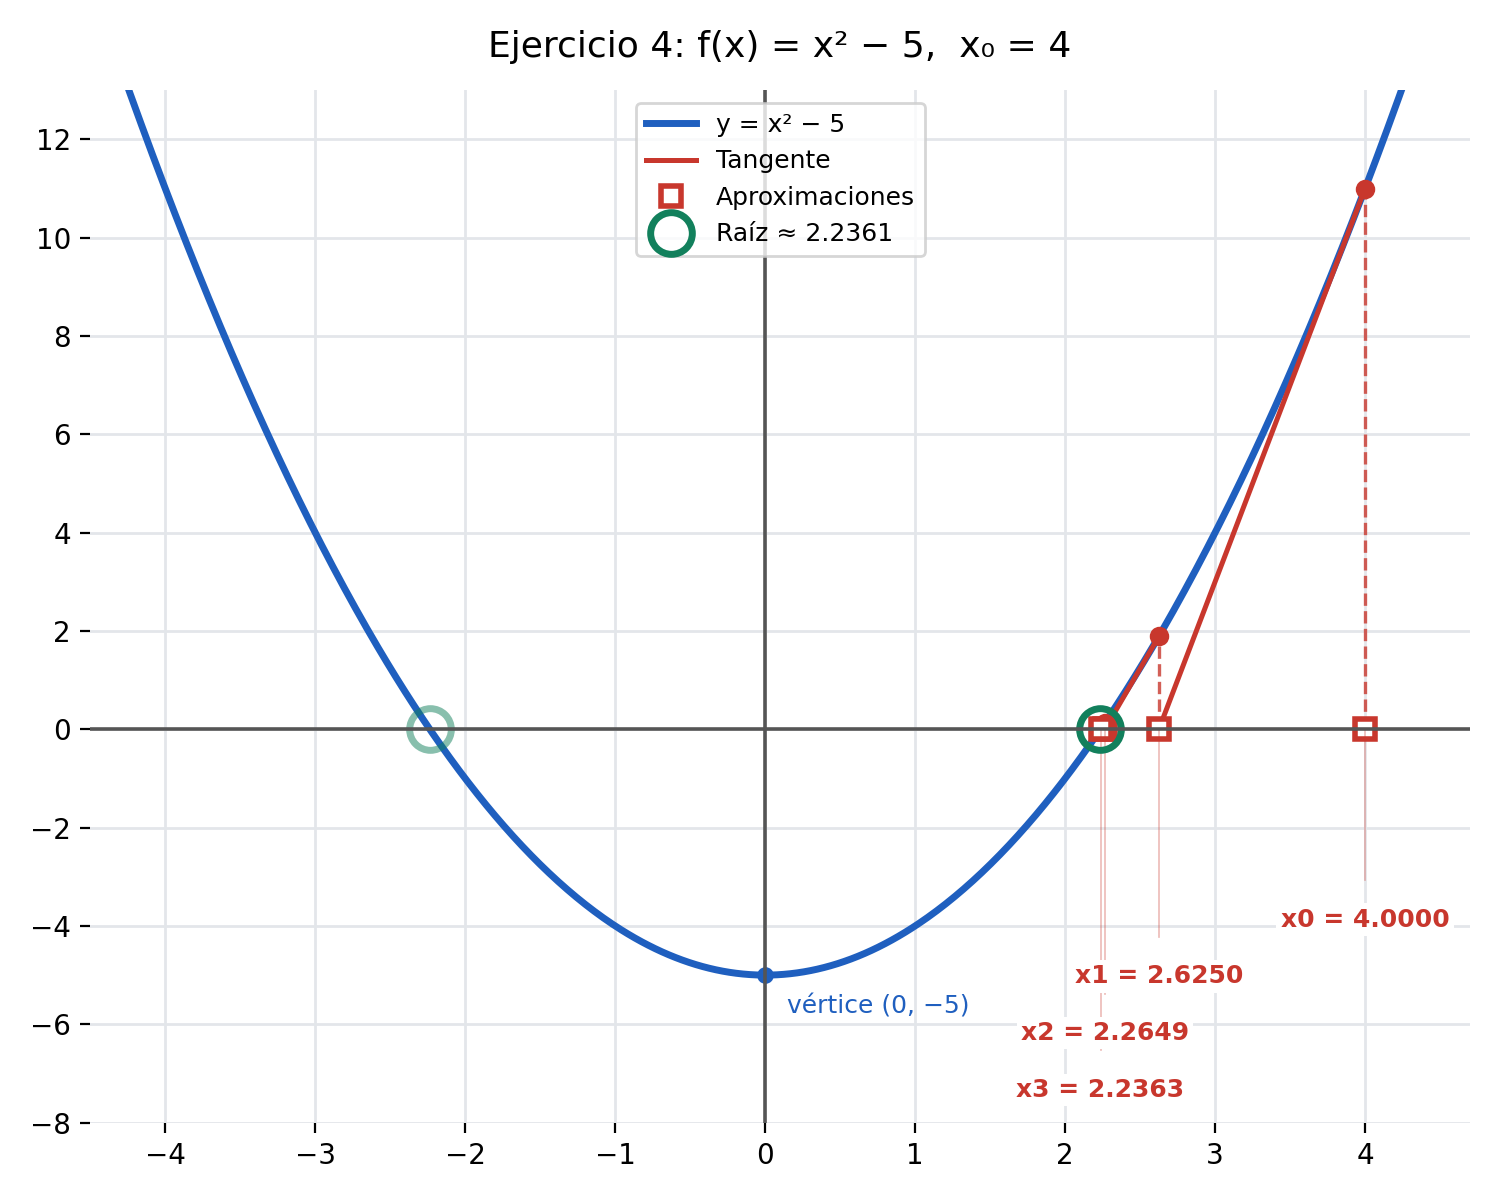 Ejercicio 4: f(x) = x² − 5,  x₀ = 4
y = x² − 5
Tangente
Aproximaciones
Raíz ≈ 2.2361
12
10
8
6
4
2
0
−2
−4
−6
−8
x0 = 4.0000
x1 = 2.6250
vértice (0, −5)
x2 = 2.2649
x3 = 2.2363
−4 −3 −2 −1 0 1 2 3 4